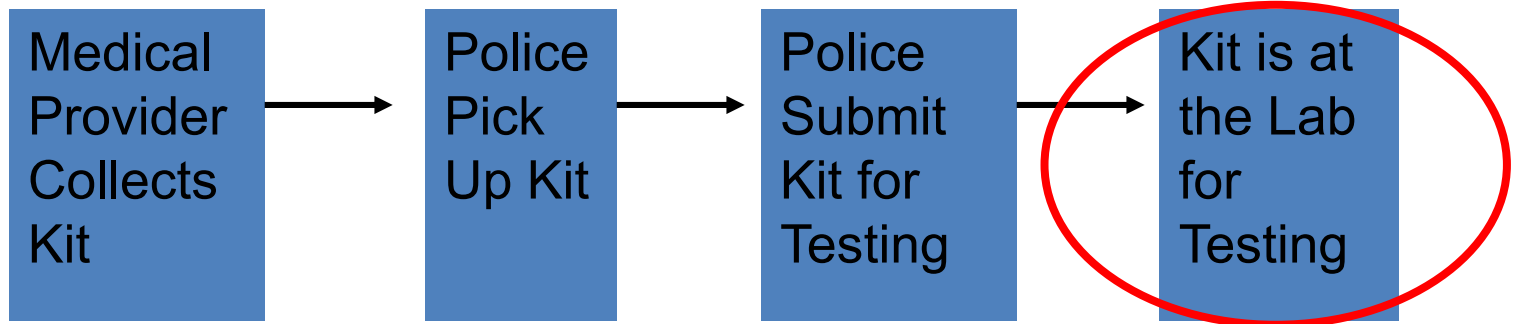 Medical
Provider
Collects
Kit
Police
Pick
Up Kit
Police
Submit
Kit for
Testing
Kit is at
the Lab
for
Testing